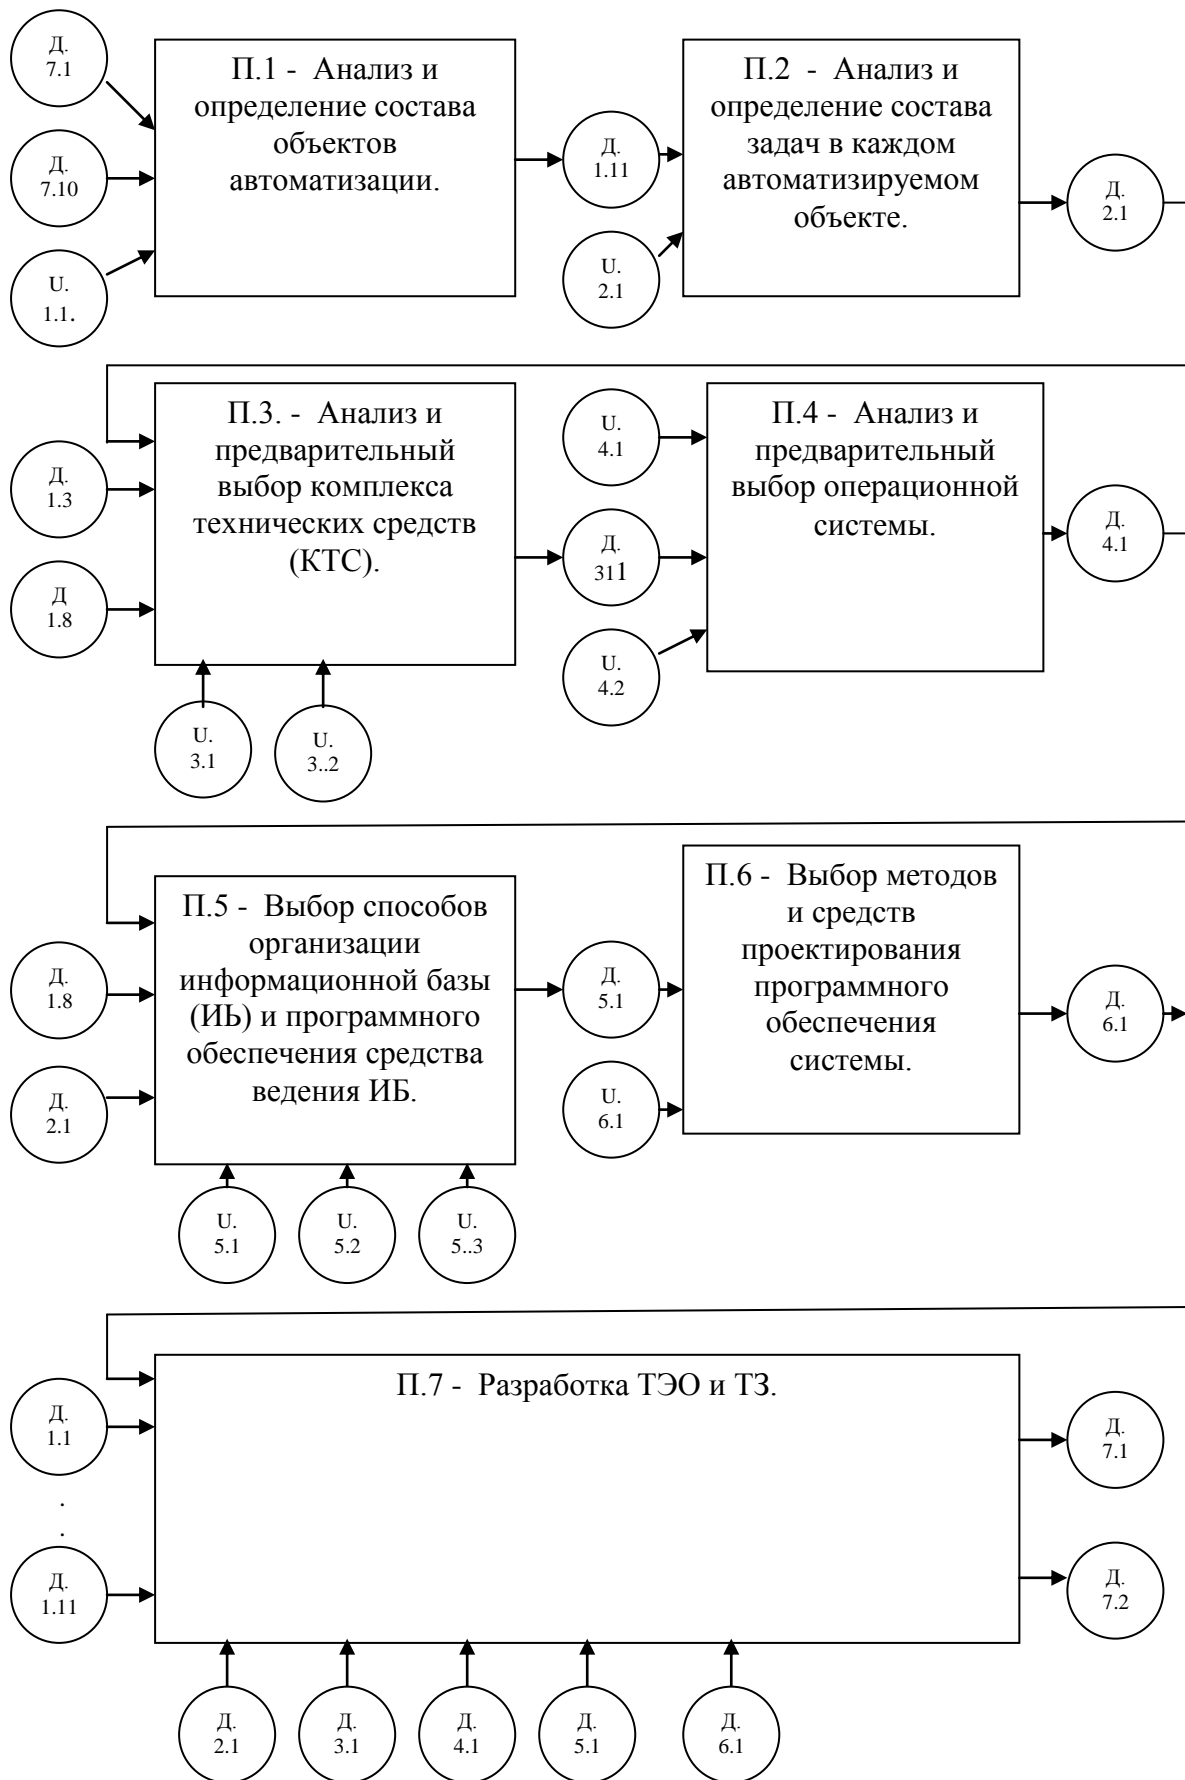 Д.
7.1
П.1 -  Анализ и
определение состава
объектов
автоматизации.
П.2  -  Анализ и
определение состава
задач в каждом
автоматизируемом
объекте.
Д.
7.10
Д.
1.11
Д.
2.1
U.
1.1.
U.
2.1
П.3. -  Анализ и
предварительный
выбор комплекса
технических средств
(КТС).
U.
4.1
П.4 -  Анализ и
предварительный
выбор операционной
системы.
Д.
1.3
Д.
311
Д.
4.1
Д
1.8
U.
4.2
U.
3.1
U.
3..2
П.5 -  Выбор способов
организации
информационной базы
(ИЬ) и программного
обеспечения средства
ведения ИБ.
П.6 -  Выбор методов
и средств
проектирования
программного
обеспечения
системы.
Д.
1.8
Д.
5.1
Д.
6.1
Д.
2.1
U.
6.1
U.
5.1
U.
5.2
U.
5..3
П.7 -  Разработка ТЭО и ТЗ.
Д.
1.1
.
.
Д.
1.11
Д.
7.1
Д.
7.2
Д.
2.1
Д.
3.1
Д.
4.1
Д.
5.1
Д.
6.1